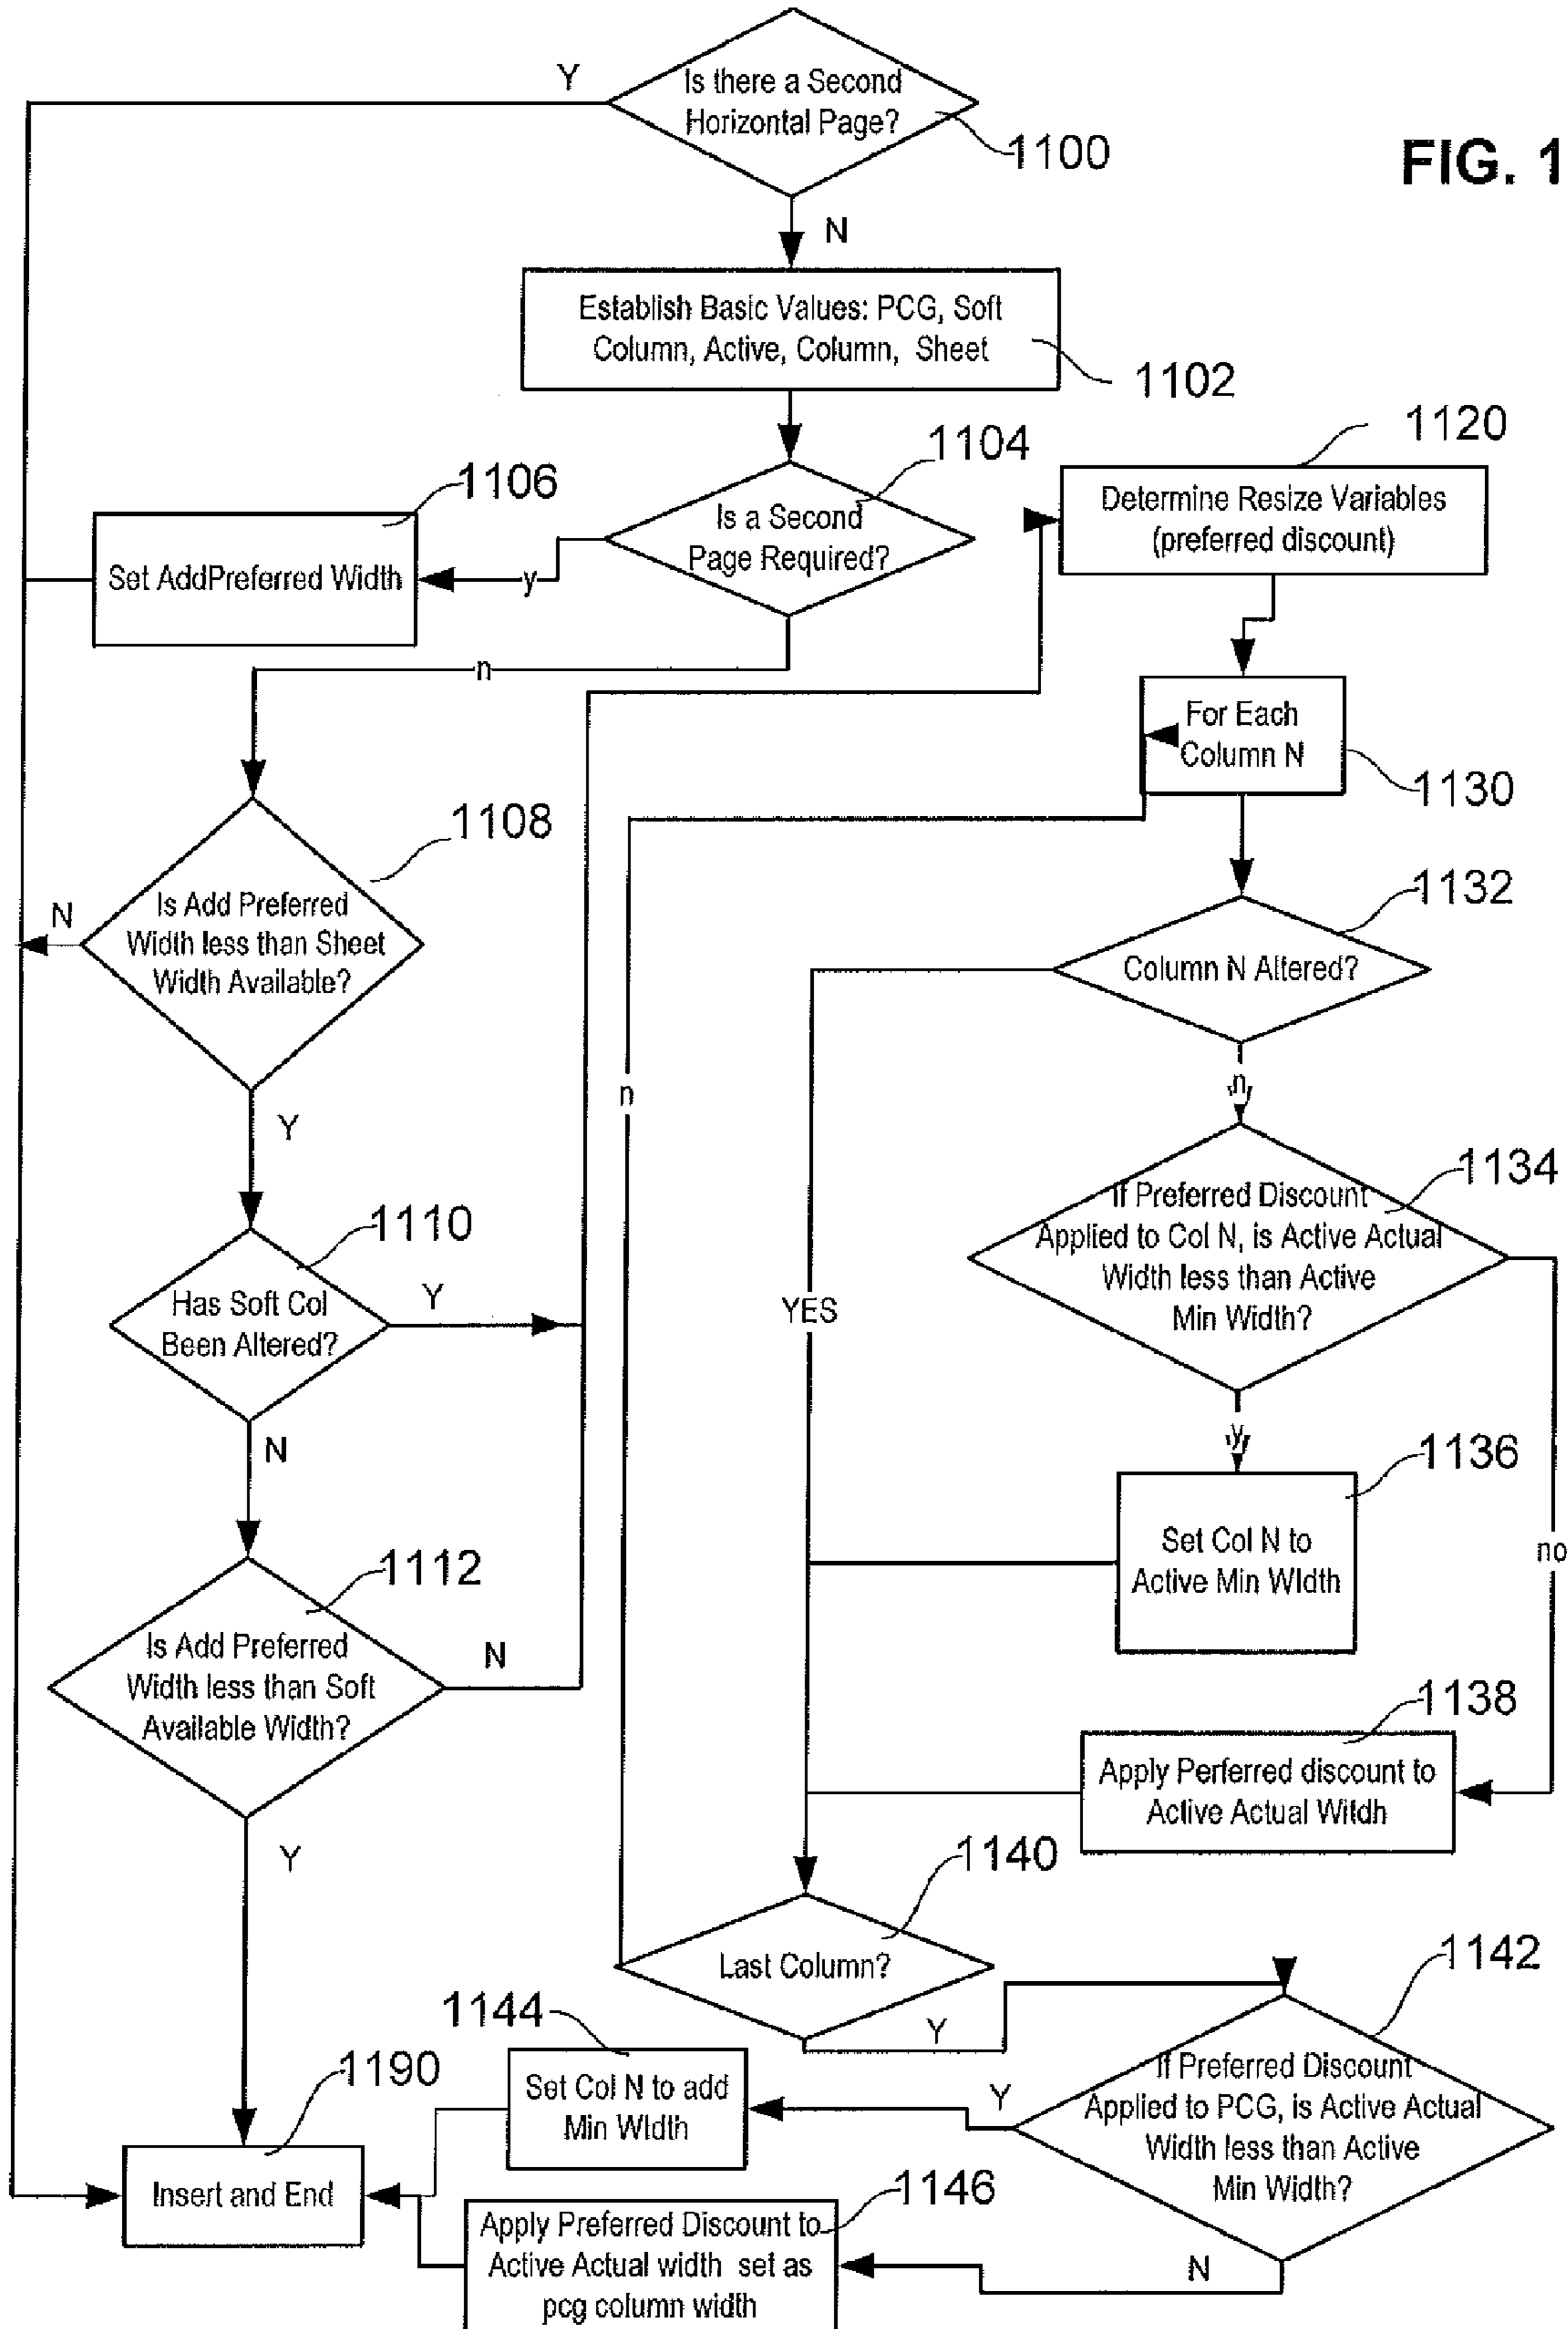 Y
Is there a Second
Horizontal Page?
1100
FIG. 1
N
Establish Basic Values: PCG, Soft
Column, Active, Column, Sheet
1102
1104
1120
1106
Is a Second
Page Required?
Determine Resize Variables
(preferred discount)
Set AddPreferred Width
y
n
For Each
Column N
1130
1108
1132
N
Is Add Preferred
Width less than Sheet
Width Available?
Column N Altered?
n
n
Y
1134
If Preferred Discount
Applied to Col N, is Active Actual
Width less than Active
Min Width?
1110
Has Soft Col
Been Altered?
Y
YES
y
N
1136
Set Col N to
Active Min WIdth
no
1112
Is Add Preferred
Width less than Soft
Available Width?
N
1138
Apply Perferred discount to
Active Actual Witdh
Y
1140
Last Column?
1142
Y
1144
If Preferred Discount
Applied to PCG, is Active Actual
Width less than Active
Min Width?
1190
Set Col N to add
Min WIdth
Y
Insert and End
1146
Apply Preferred Discount to
Active Actual width set as
pcg column width
N